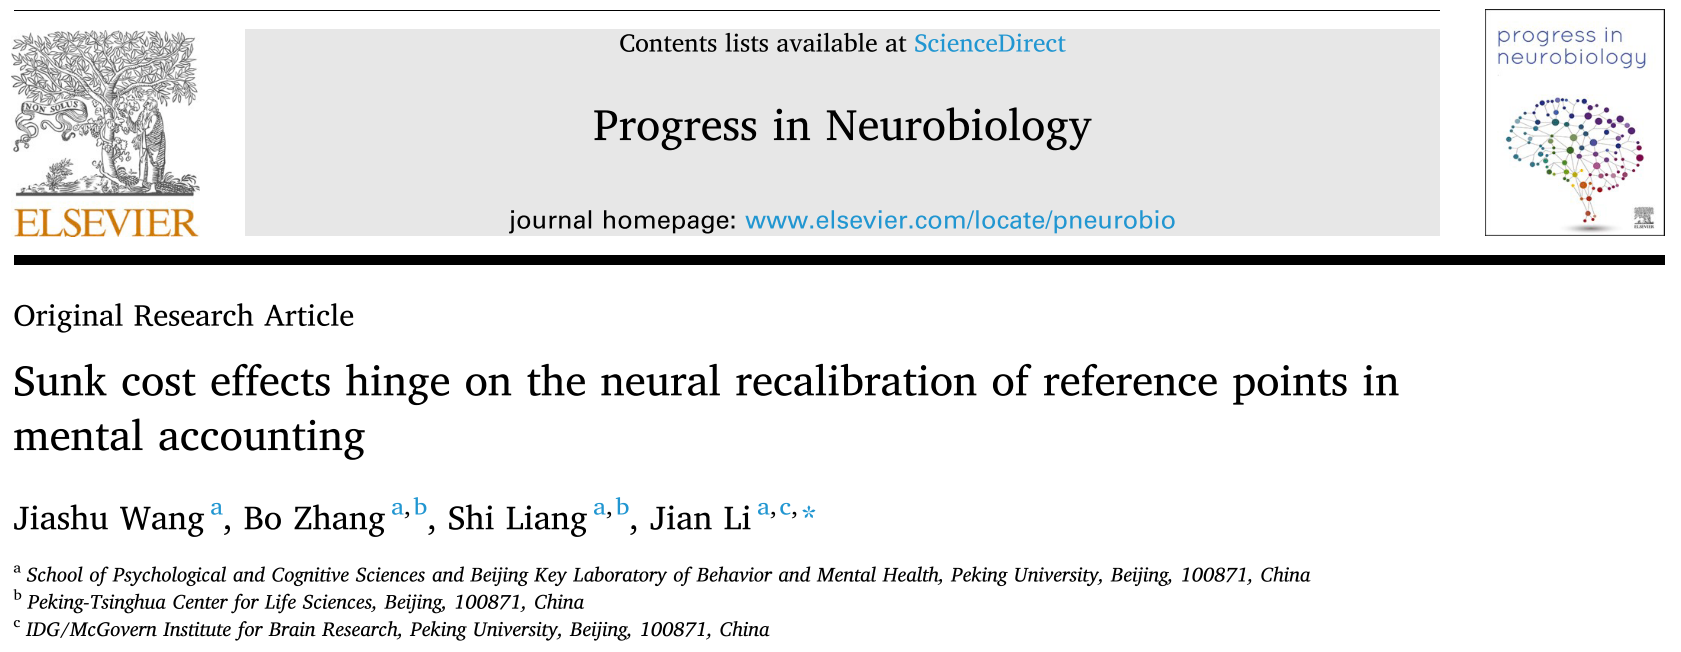 Contents lists available at ScienceDirect
Progress in Neurobiology
journal homepage: www.elsevier.com/locate/pneurobio
NON SOLUS
ELSEVIER
progress in
neurobiology
ELSEVIER
Original Research Article
Sunk cost effects hinge on the neural recalibration of reference points in
mental accounting
Jiashu Wang a, Bo Zhang a,b, Shi Liang a,b, Jian Li a,c,*
a School of Psychological and Cognitive Sciences and Beijing Key Laboratory of Behavior and Mental Health, Peking University, Beijing, 100871, China
b Peking-Tsinghua Center for Life Sciences, Beijing, 100871, China
c IDG/McGovern Institute for Brain Research, Peking University, Beijing, 100871, China